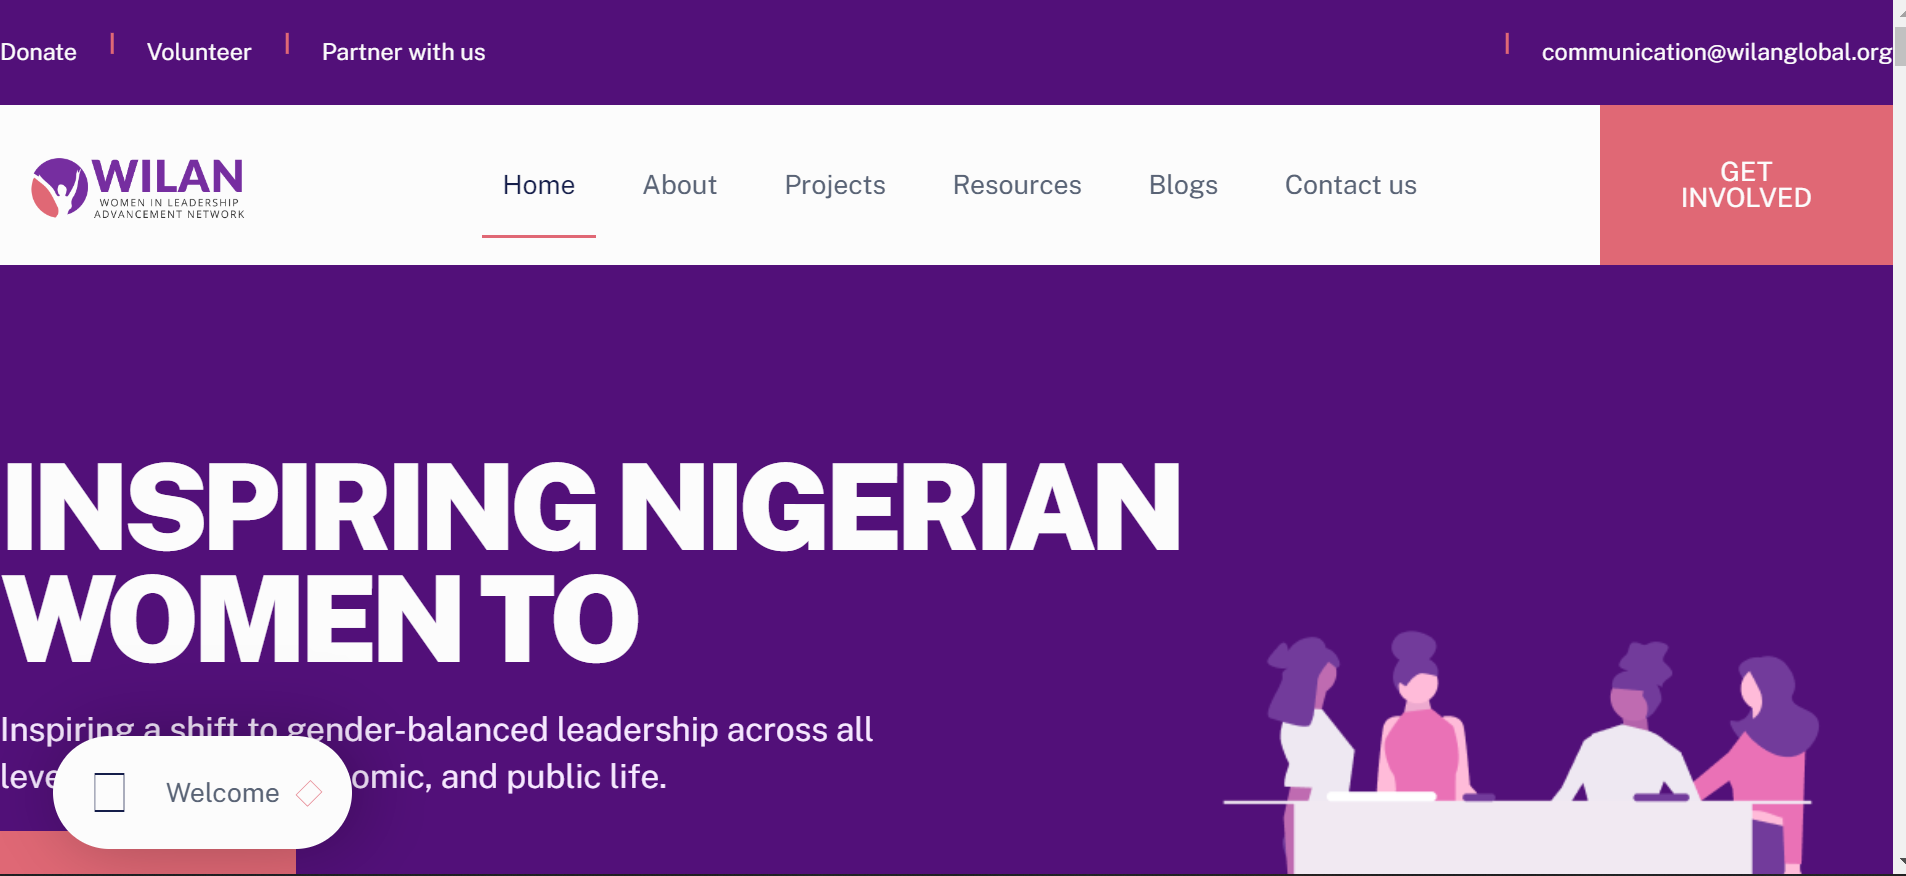 Donate
Volunteer
Partner with us
communication@wilanglobal.org
WILAN
WOMEN IN LEADERSHIP
ADVANCEMENT NETWORK
Home
About
Projects
Resources
Blogs
Contact us
GET
INVOLVED
INSPIRING NIGERIAN
WOMEN TO
Inspiring a shift to gender-balanced leadership across all
omic, and public life.
Welcome